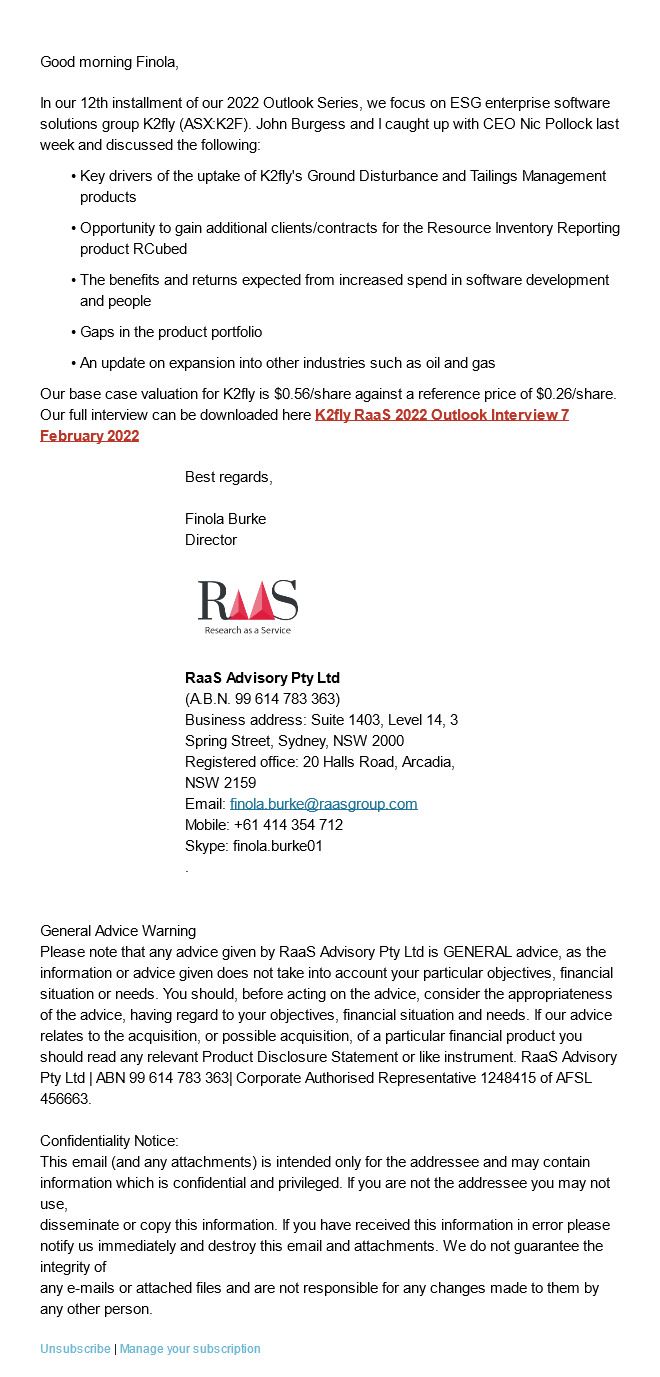 Good morning Finola,
In our 12th installment of our 2022 Outlook Series, we focus on ESG enterprise software
solutions group K2fly (ASX:K2F). John Burgess and I caught up with CEO Nic Pollock last
week and discussed the following:
• Key drivers of the uptake of K2fly's Ground Disturbance and Tailings Management
products
• Opportunity to gain additional clients/contracts for the Resource Inventory Reporting
product RCubed
• The benefits and returns expected from increased spend in software development
and people
• Gaps in the product portfolio
• An update on expansion into other industries such as oil and gas
Our base case valuation for K2fly is $0.56/share against a reference price of $0.26/share.
Our full interview can be downloaded here K2fly RaaS 2022 Outlook Interview 7
February 2022
Best regards,
Finola Burke
Director
RAAS
Research as a Service
RaaS Advisory Pty Ltd
(A.B.N. 99 614 783 363)
Business address: Suite 1403, Level 14, 3
Spring Street, Sydney, NSW 2000
Registered office: 20 Halls Road, Arcadia,
NSW 2159
Email: finola.burke@raasgroup.com
Mobile: +61 414 354 712
Skype: finola.burke01
.
General Advice Warning
Please note that any advice given by RaaS Advisory Pty Ltd is GENERAL advice, as the
information or advice given does not take into account your particular objectives, financial
situation or needs. You should, before acting on the advice, consider the appropriateness
of the advice, having regard to your objectives, financial situation and needs. If our advice
relates to the acquisition, or possible acquisition, of a particular financial product you
should read any relevant Product Disclosure Statement or like instrument. RaaS Advisory
Pty Ltd | ABN 99 614 783 363| Corporate Authorised Representative 1248415 of AFSL
456663.
Confidentiality Notice:
This email (and any attachments) is intended only for the addressee and may contain
information which is confidential and privileged. If you are not the addressee you may not
use,
disseminate or copy this information. If you have received this information in error please
notify us immediately and destroy this email and attachments. We do not guarantee the
integrity of
any e-mails or attached files and are not responsible for any changes made to them by
any other person.
Unsubscribe | Manage your subscription